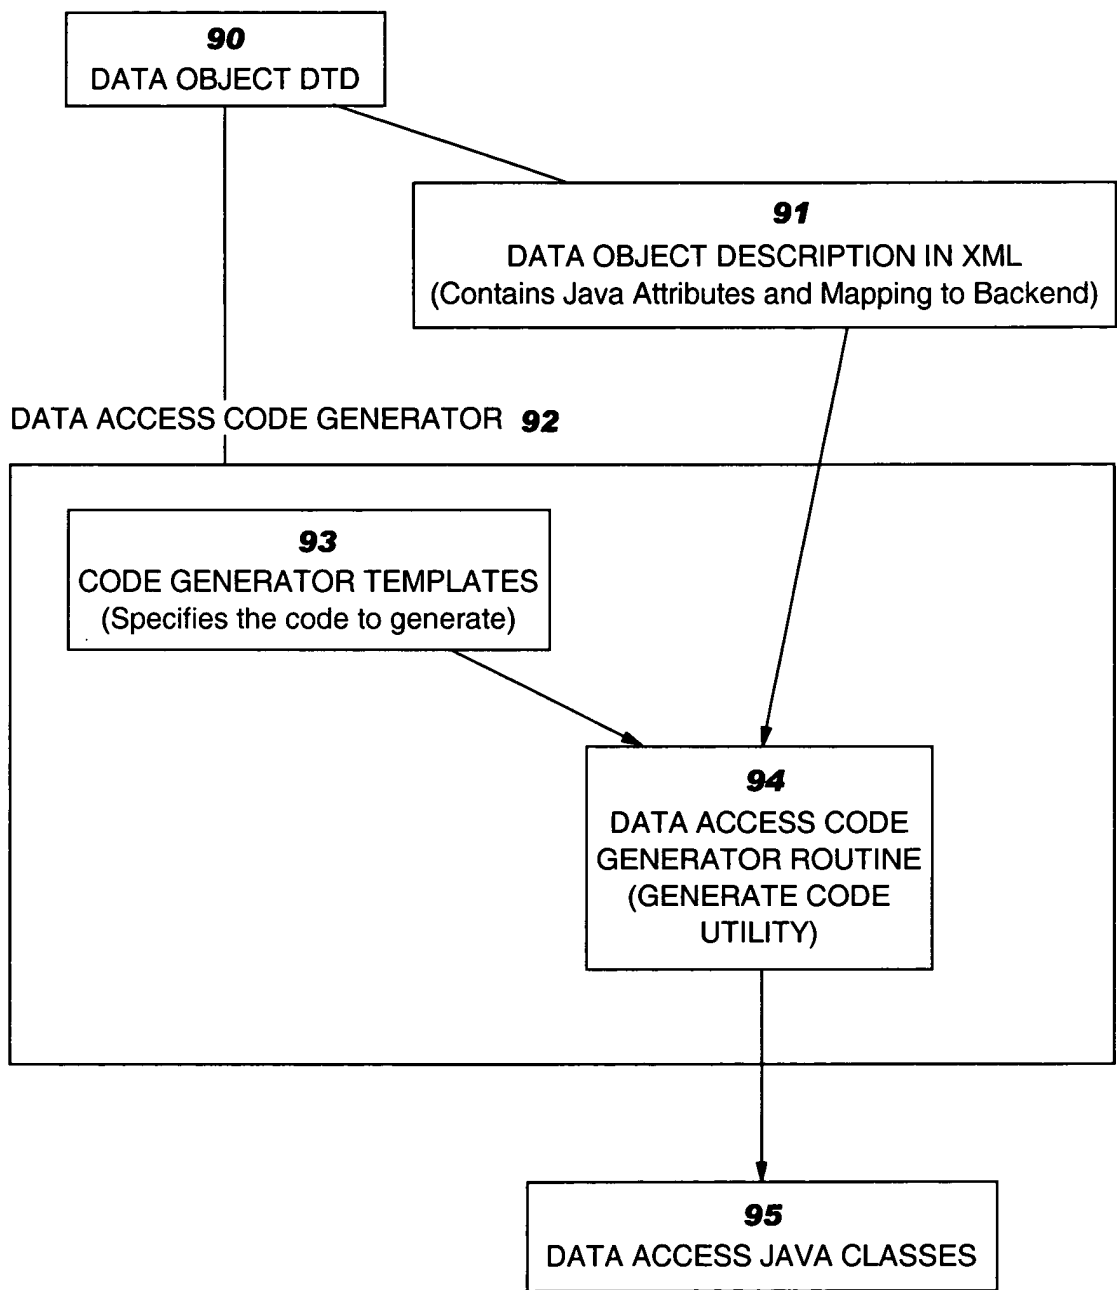 90
DATA OBJECT DTD
91
DATA OBJECT DESCRIPTION IN XML
(Contains Java Attributes and Mapping to Backend)
DATA ACCESS CODE GENERATOR 92
93
CODE GENERATOR TEMPLATES
(Specifies the code to generate)
94
DATA ACCESS CODE
GENERATOR ROUTINE
(GENERATE CODE
UTILITY)
95
DATA ACCESS JAVA CLASSES